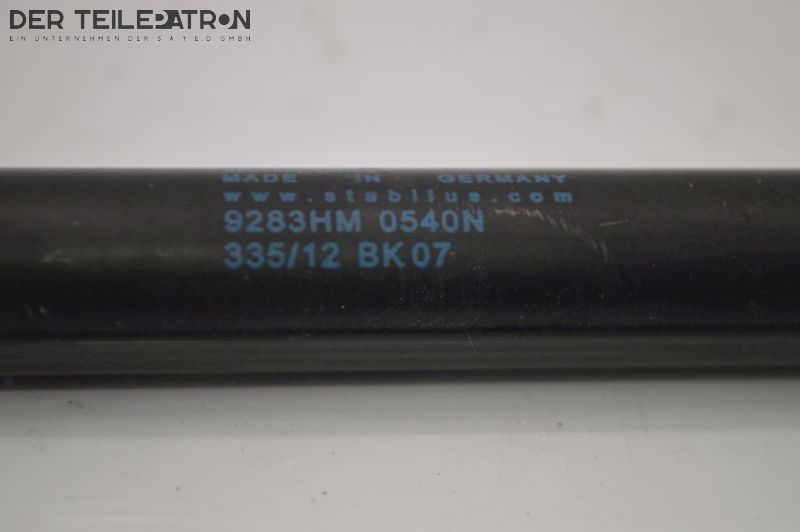 DER TEILEPATRON
EIN UNTERNEHMEN DER S A Y E D GMBH
MADE IN GERMANY
www.stabilus.com
9283HM 0540N
335/12 BK07